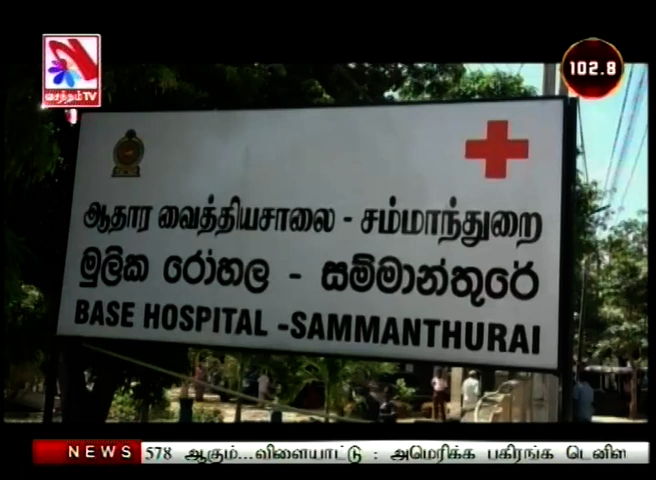 வசந்தம் TV
102.8
ஆதார வைத்தியசாலை - சம்மாந்துறை
මූලික රෝහල - සම්මාන්තුරේ
BASE HOSPITAL -SAMMANTHURAI
NEWS 578 ஆகும்...விளையாட்டு : அமெரிக்க பகிரங்க டெனிஸ